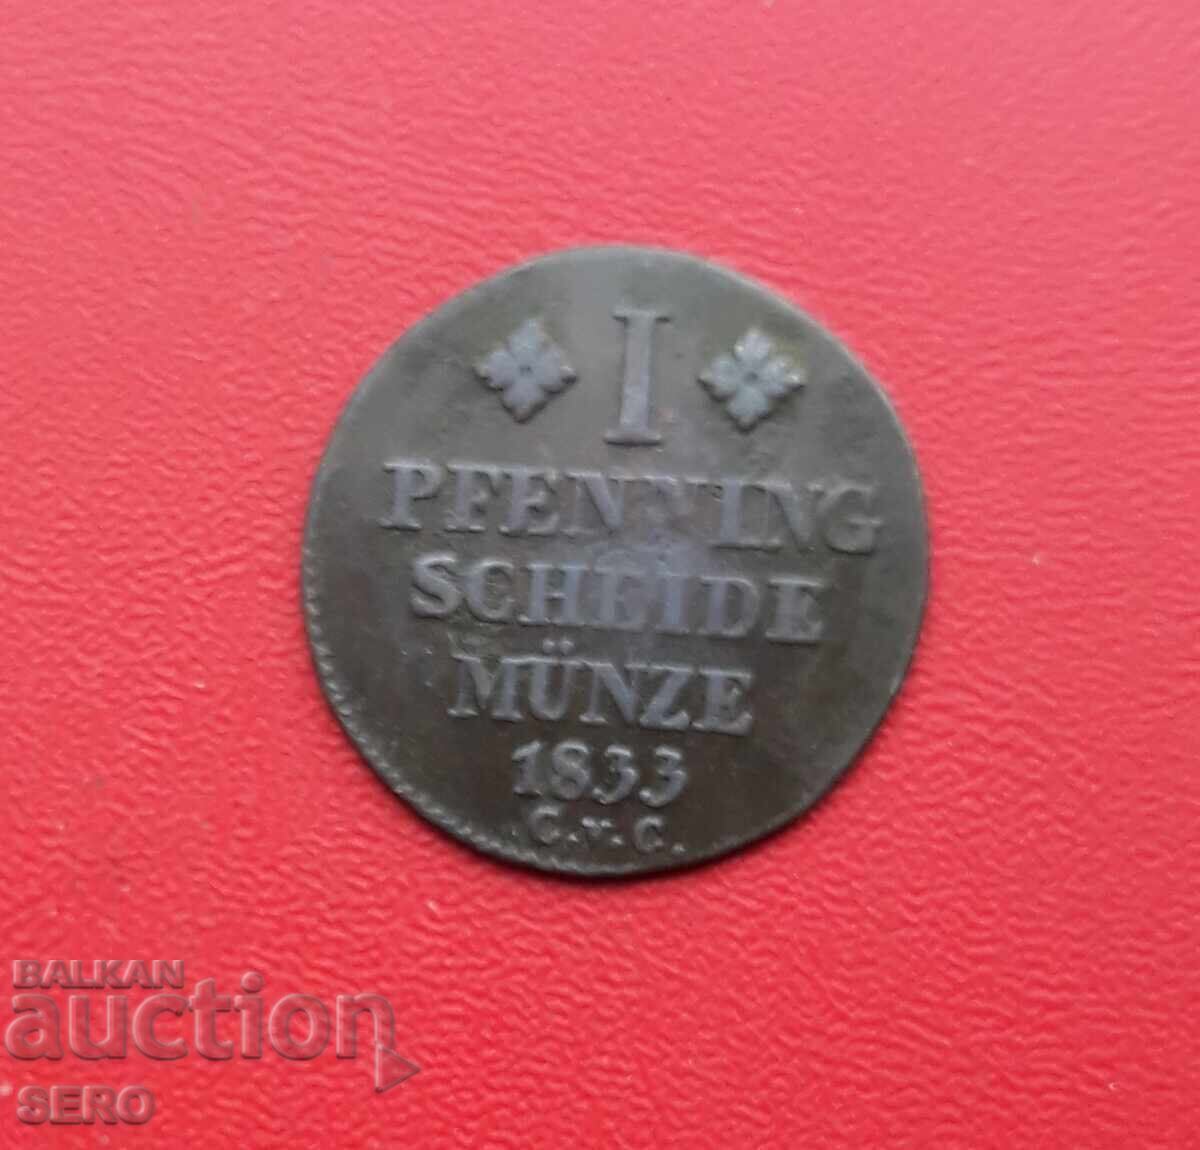 I
PFENNING
SCHEIDE
MÜNZE
1833
C.v.C.
BALKAN
auction
SERO